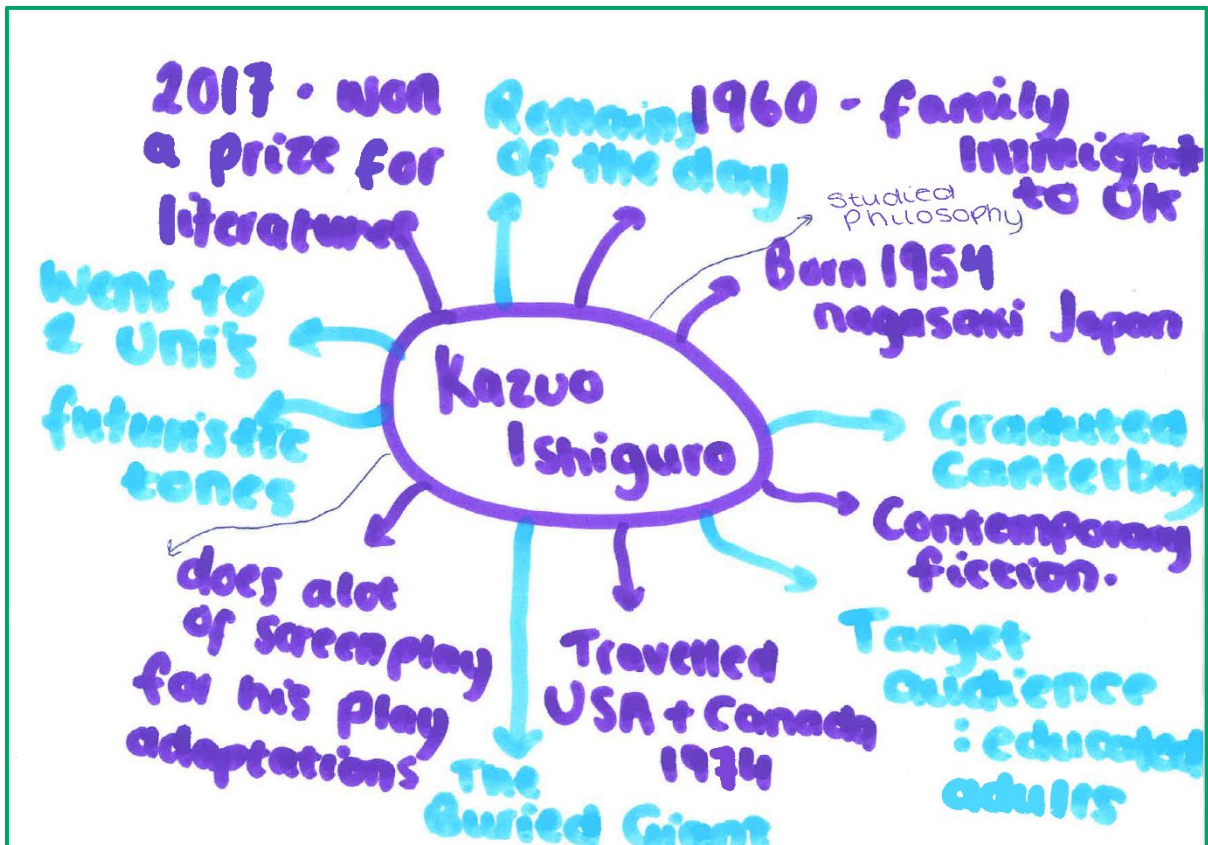 2017 - won
a prize for
literature
Remains
of the day
1960 - family
Immigrat
to UK
Studied
Philosophy
Born 1954
nagasaki Japan
Went to
2 Uni's
futuristic
tones
Kazuo
Ishiguro
Graduted
Canterbury
Contemporary
fiction.
does alot
of screenplay
for his play
adaptations
Travelled
USA + Canada
1974
Target
: educated
adults
The
Buried Giant